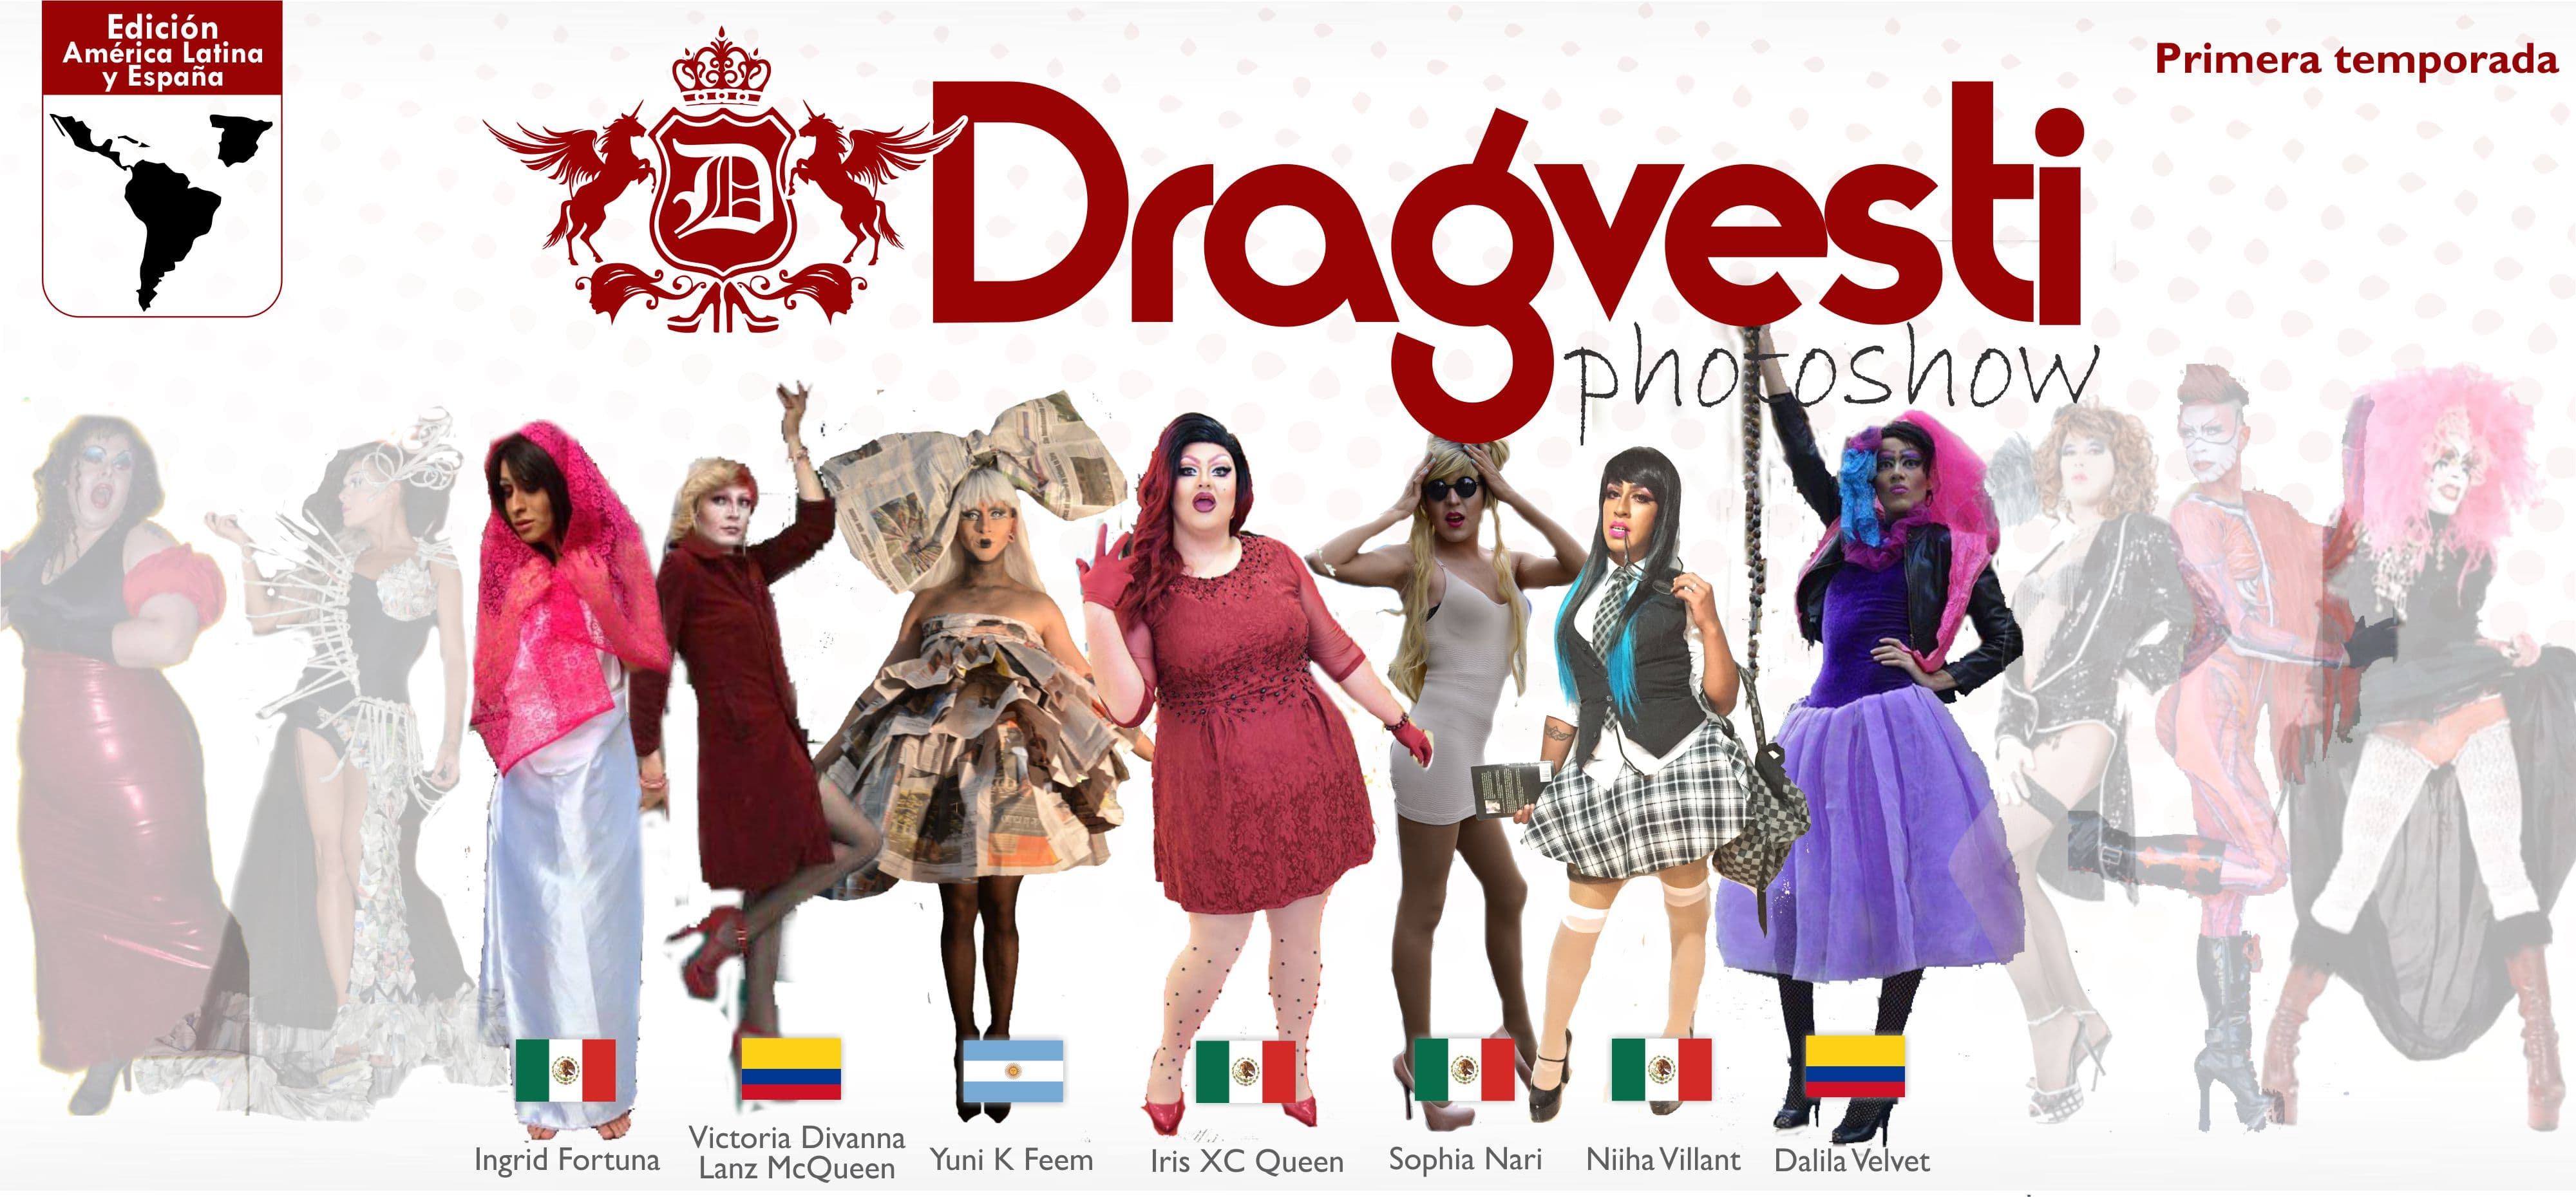 Edición
América Latina
y España
Primera temporada
D
Dragvesti
photoshow
Ingrid Fortuna
Victoria Divanna
Lanz McQueen
Yuni K Feem
Iris XC Queen
Sophia Nari
Niiha Villant
Dalila Velvet